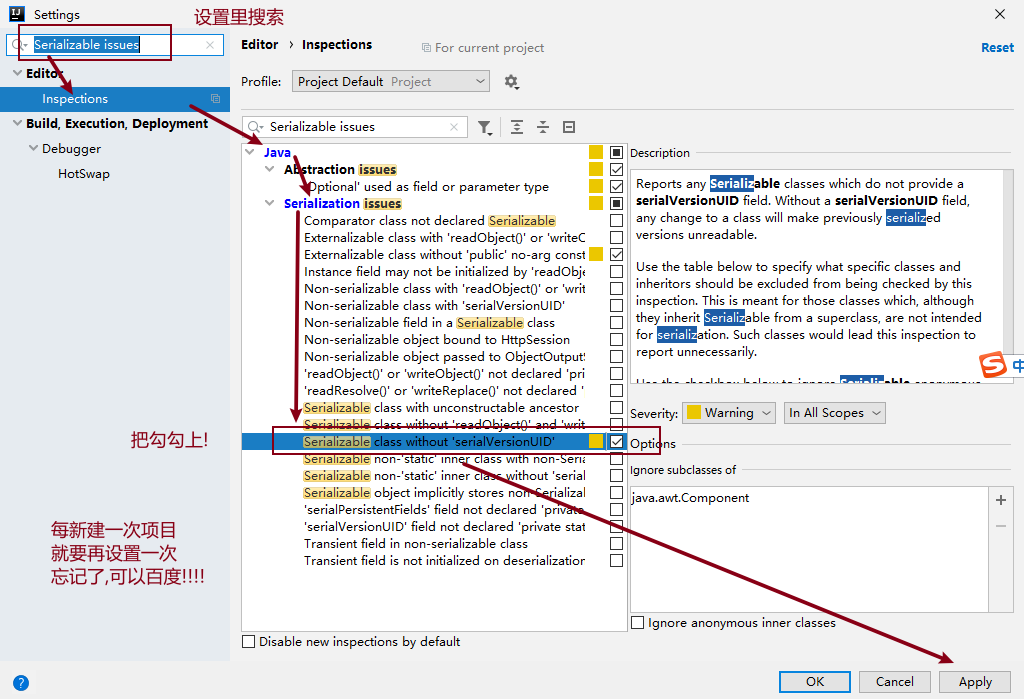 Settings
设置里搜索
Serializable issues
Editor
Inspections
Build, Execution, Deployment
Debugger
HotSwap
Editor › Inspections
For current project
Reset
Profile:
Project Default Project
Serializable issues
Java
Abstraction issues
'Optional' used as field or parameter type
Serialization issues
Comparator class not declared Serializable
Externalizable class with 'readObject()' or 'writeC
Externalizable class without 'public' no-arg const
Instance field may not be initialized by 'readObje
Non-serializable class with 'readObject()' or 'writ
Non-serializable class with 'serialVersionUID'
Non-serializable field in a Serializable class
Non-serializable object bound to HttpSession
Non-serializable object passed to ObjectOutputS
'readObject()' or 'writeObject()' not declared 'pri
'readResolve()' or 'writeReplace()' not declared '
Serializable class with unconstructable ancestor
Serializable class without 'readObject()' and 'writ
Serializable class without 'serialVersionUID'
Serializable non-'static' inner class with non-Seria
Serializable non-'static' inner class without 'serial
Serializable object implicitly stores non-Serializal
'serialPersistentFields' field not declared 'private
'serialVersionUID' field not declared 'private stat
Transient field in non-serializable class
Transient field is not initialized on deserialization
Disable new inspections by default
把勾勾上!
每新建一次项目
就要再设置一次
忘记了,可以百度!!!!
Description
Reports any Serializable classes which do not provide a
serialVersionUID field. Without a serialVersionUID field,
any change to a class will make previously serialized
versions unreadable.
Use the table below to specify what specific classes and
inheritors should be excluded from being checked by this
inspection. This is meant for those classes which, although
they inherit Serializable from a superclass, are not intended
for serialization. Such classes would lead this inspection to
report unnecessarily.
Use the checkbox below to ignore Serializable anonymous
中
Severity: Warning In All Scopes
Options
Ignore subclasses of
java.awt.Component
Ignore anonymous inner classes
OK
Cancel
Apply